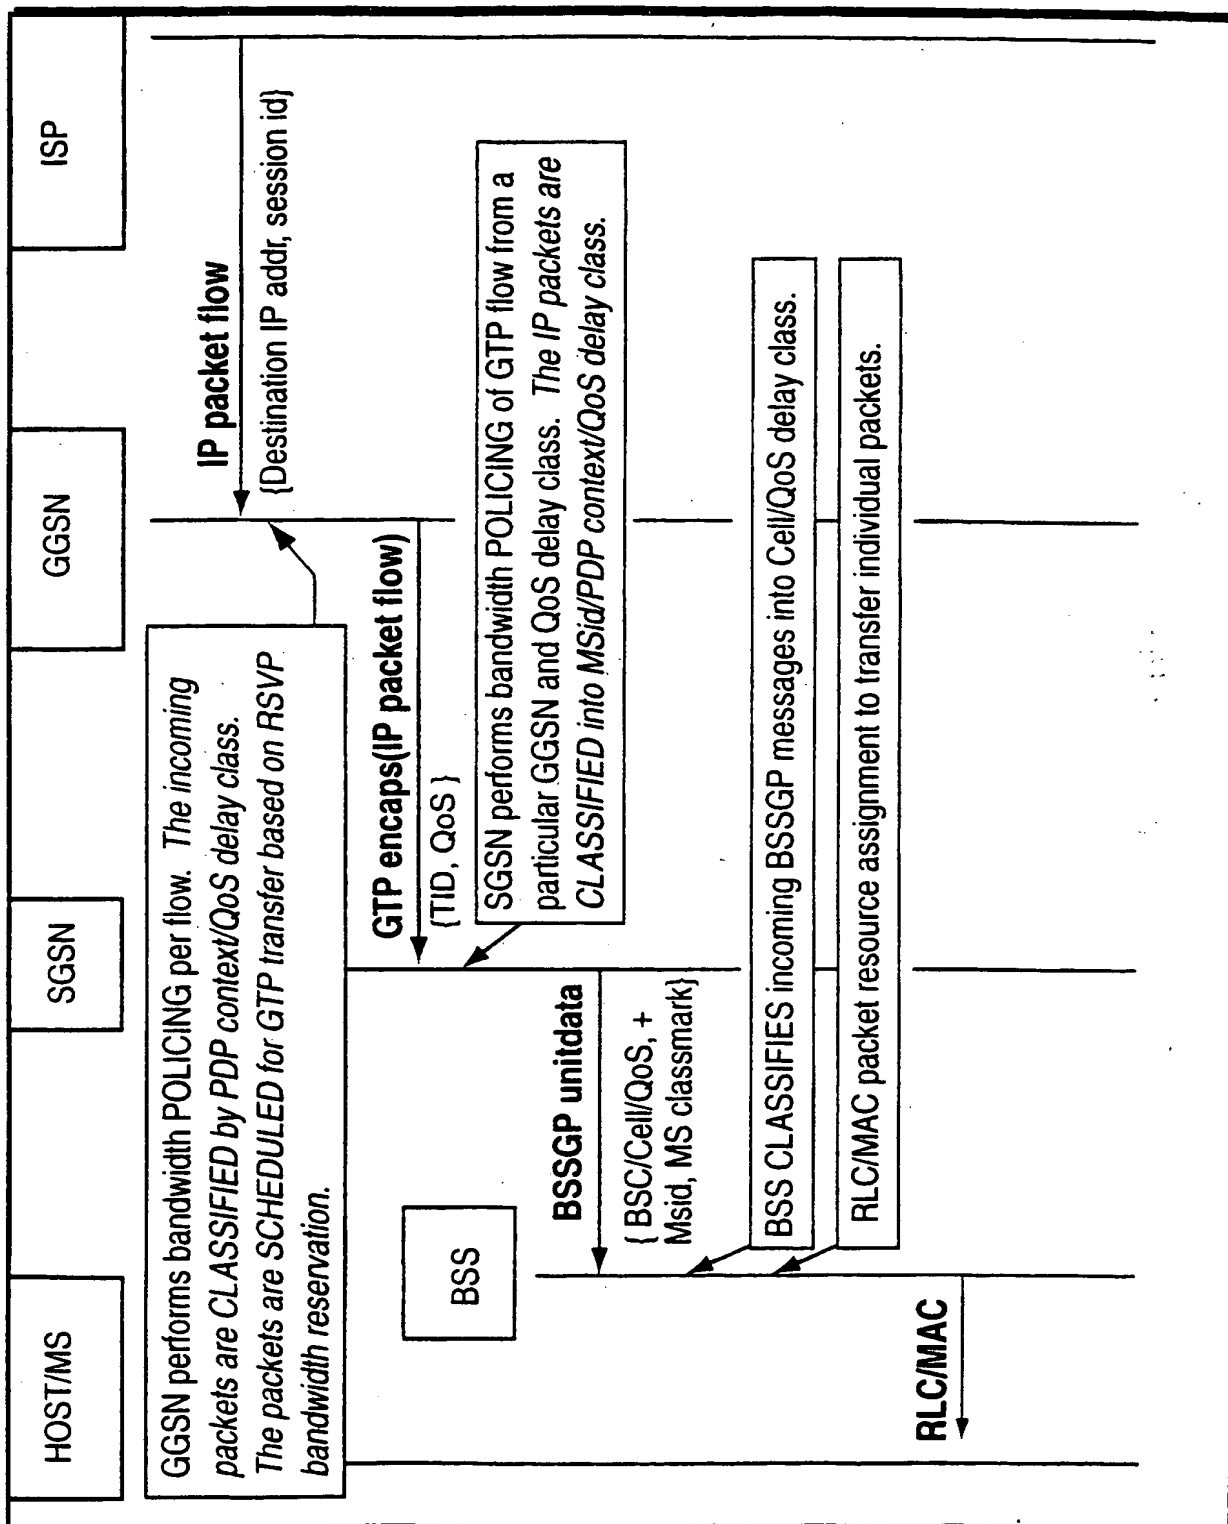 HOST/MS
SGSN
GGSN
ISP
GGSN performs bandwidth POLICING per flow. The incoming
packets are CLASSIFIED by PDP context/QoS delay class.
The packets are SCHEDULED for GTP transfer based on RSVP
bandwidth reservation.
IP packet flow
{Destination IP addr, session id}
GTP encaps(IP packet flow)
{TID, QoS }
SGSN performs bandwidth POLICING of GTP flow from a
particular GGSN and QoS delay class. The IP packets are
CLASSIFIED into MSid/PDP context/QoS delay class.
BSS
BSSGP unitdata
{ BSC/Cell/QoS, +
Msid, MS classmark}
BSS CLASSIFIES incoming BSSGP messages into Cell/QoS delay class.
RLC/MAC packet resource assignment to transfer individual packets.
RLC/MAC